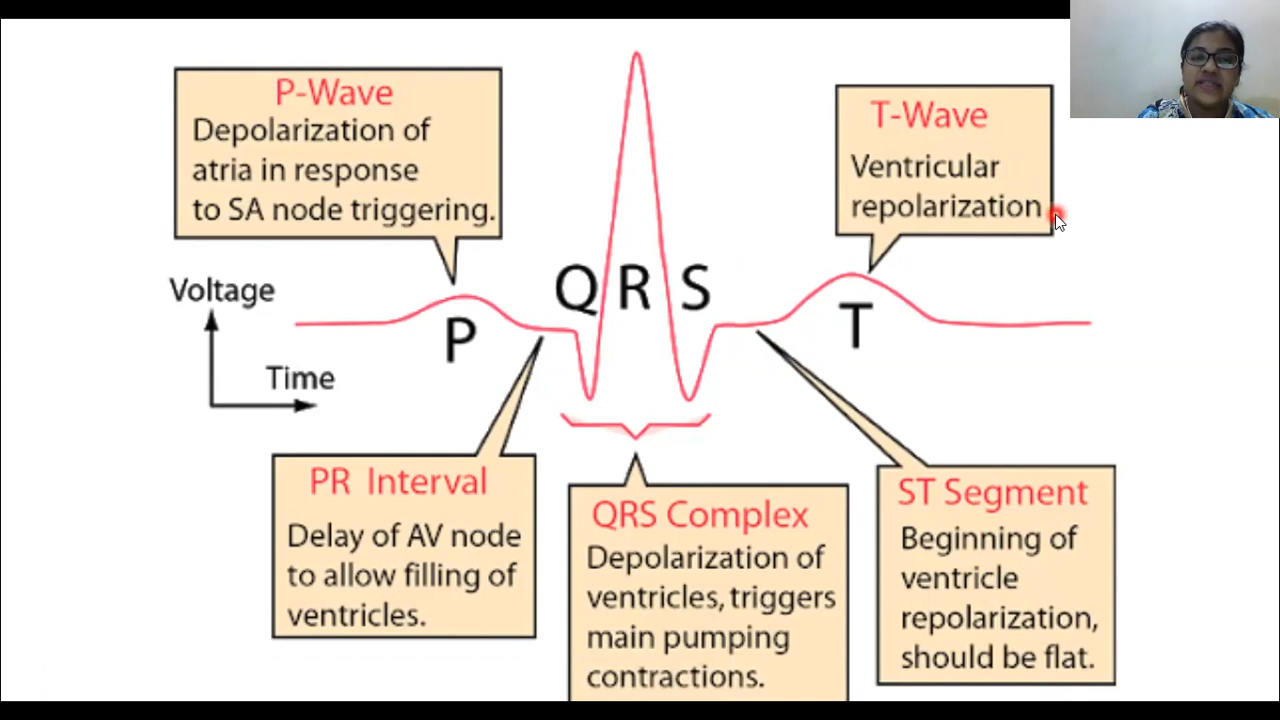 P-Wave
Depolarization of
atria in response
to SA node triggering.
T-Wave
Ventricular
repolarization
Voltage
Time
P
Q R S
T
PR Interval
Delay of AV node
to allow filling of
ventricles.
QRS Complex
Depolarization of
ventricles, triggers
main pumping
contractions.
ST Segment
Beginning of
ventricle
repolarization,
should be flat.